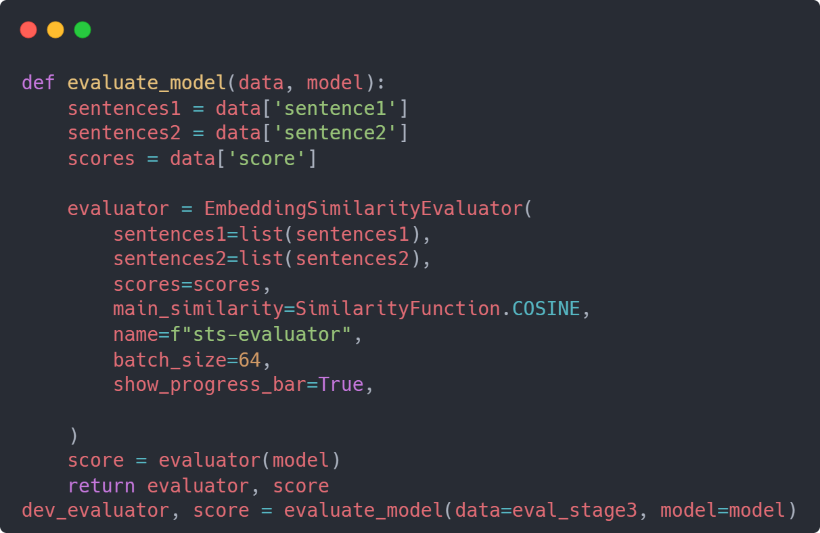 def evaluate_model(data, model):
    sentences1 = data['sentence1']
    sentences2 = data['sentence2']
    scores = data['score']

    evaluator = EmbeddingSimilarityEvaluator(
        sentences1=list(sentences1),
        sentences2=list(sentences2),
        scores=scores,
        main_similarity=SimilarityFunction.COSINE,
        name=f"sts-evaluator",
        batch_size=64,
        show_progress_bar=True,

    )
    score = evaluator(model)
    return evaluator, score
dev_evaluator, score = evaluate_model(data=eval_stage3, model=model)